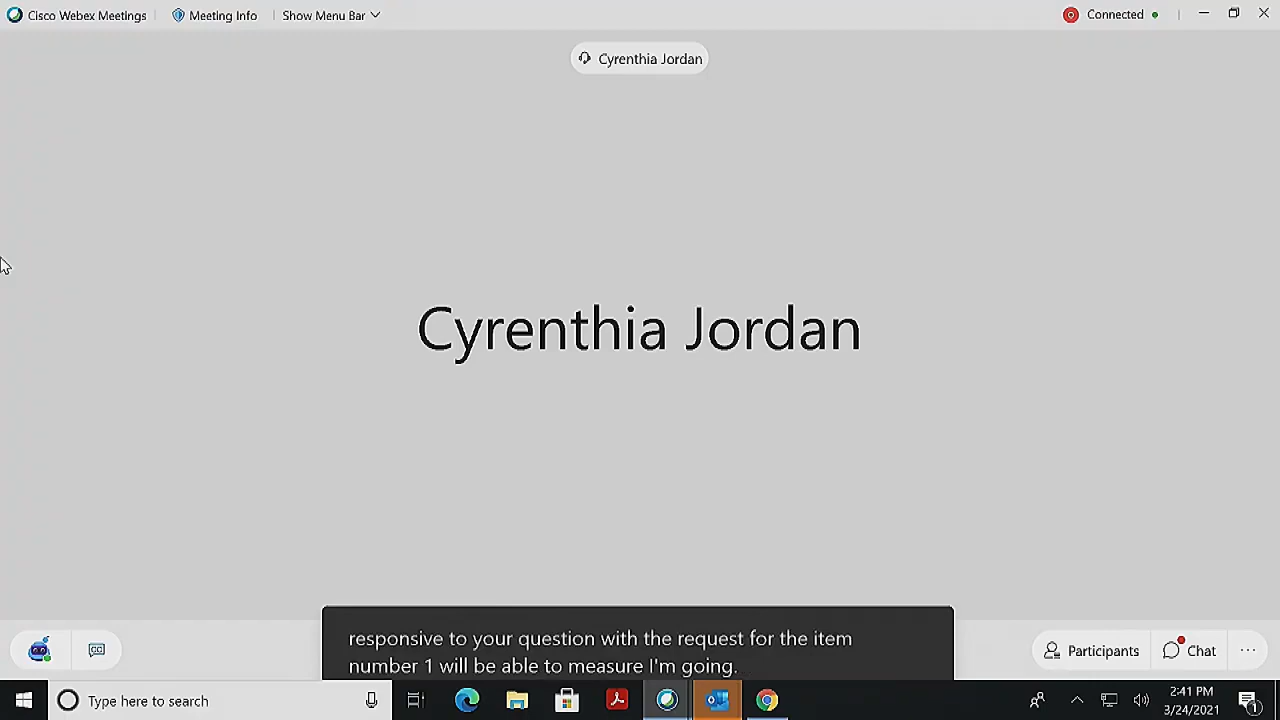 Cisco Webex Meetings
Meeting Info
Show Menu Bar
Connected
Cyrenthia Jordan
Cyrenthia Jordan
responsive to your question with the request for the item
number 1 will be able to measure I'm going.
CC
Participants
Chat
Type here to search
2:41 PM
3/24/2021
1